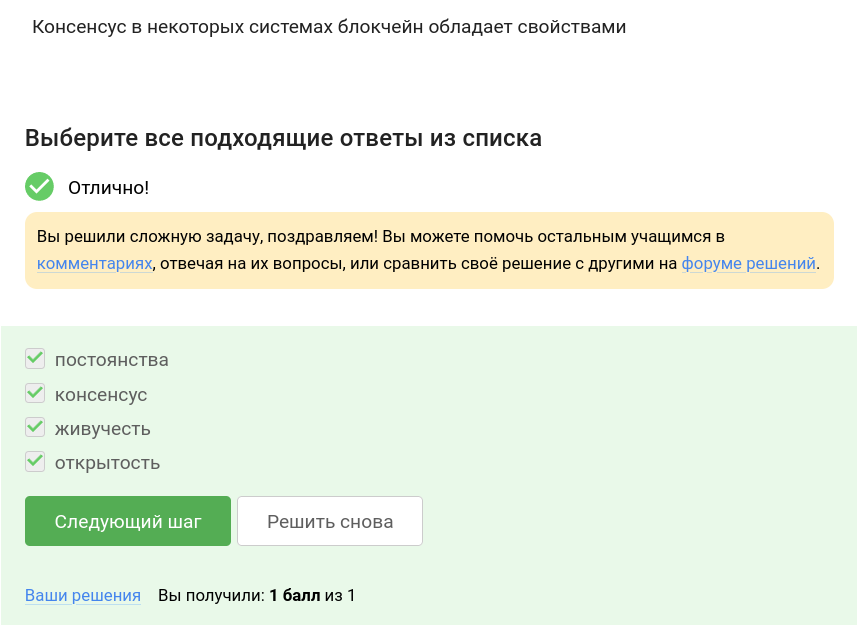 Консенсус в некоторых системах блокчейн обладает свойствами
Выберите все подходящие ответы из списка
Отлично!
Вы решили сложную задачу, поздравляем! Вы можете помочь остальным учащимся в
комментариях, отвечая на их вопросы, или сравнить своё решение с другими на форуме решений.
постоянства
консенсус
живучесть
открытость
Следующий шаг Решить снова
Ваши решения Вы получили: 1 балл из 1